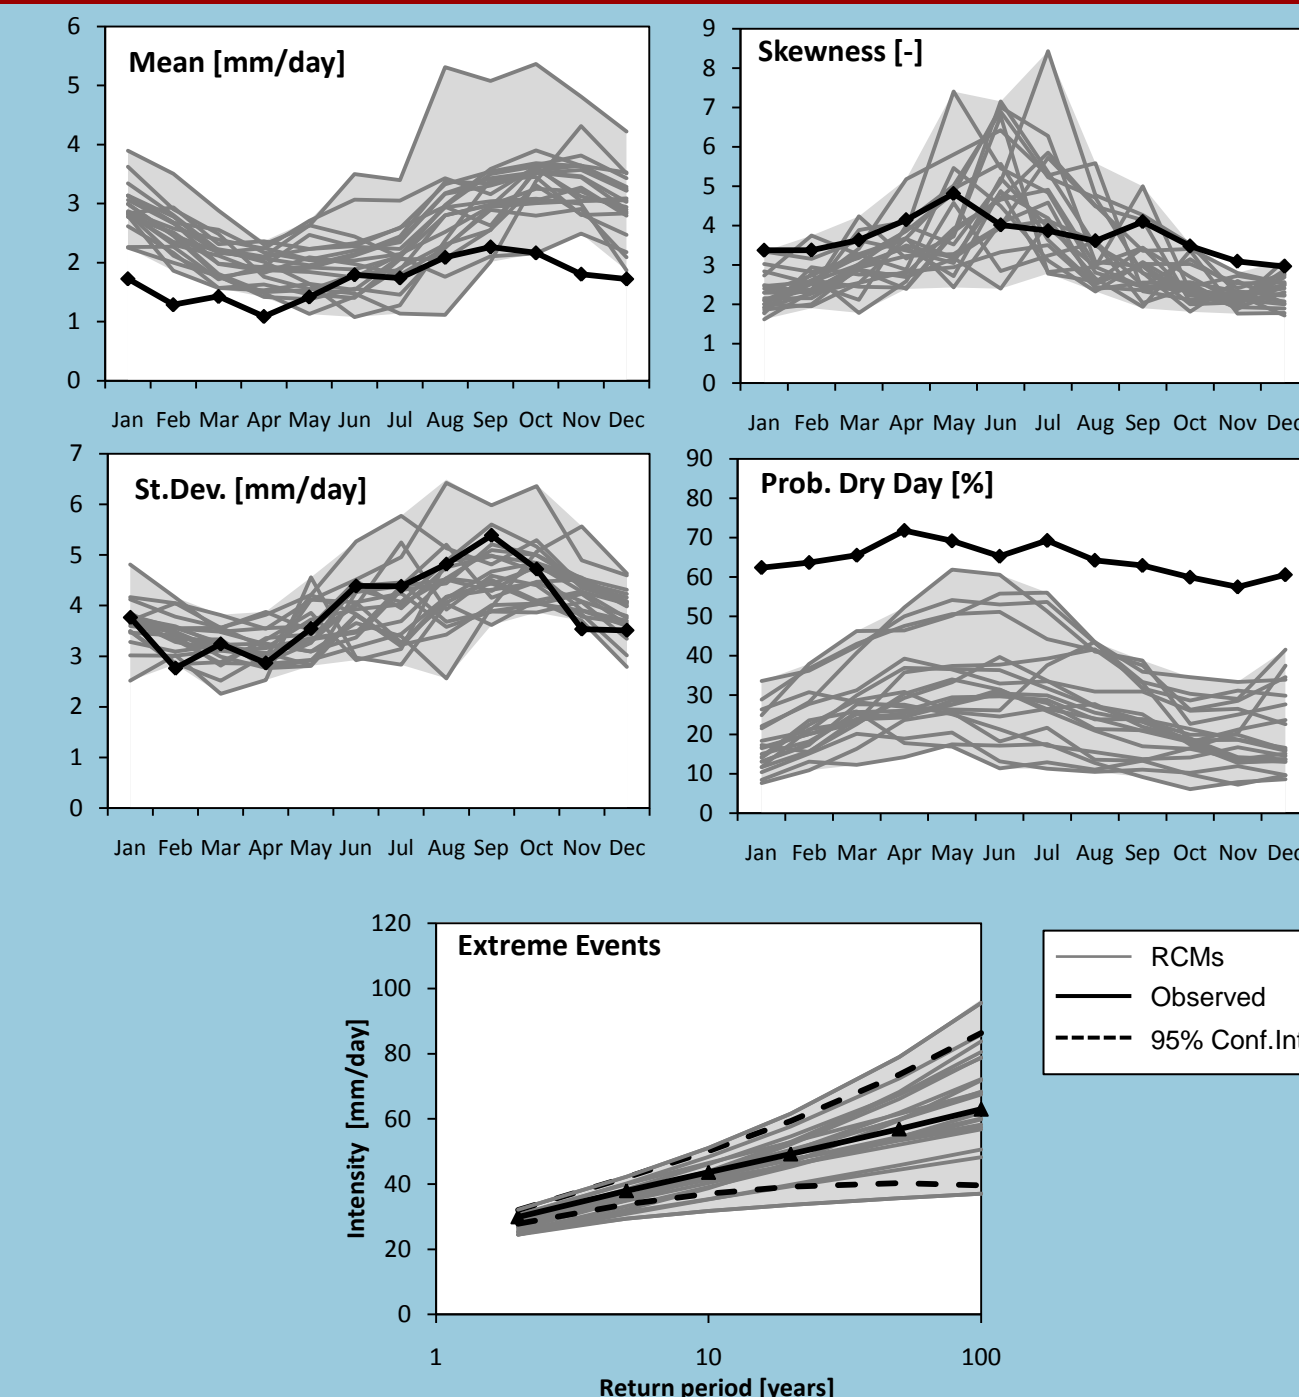 Mean [mm/day]
6
5
4
3
2
1
0
Jan Feb Mar Apr May Jun Jul Aug Sep Oct Nov Dec
Skewness [-]
9
8
7
6
5
4
3
2
1
0
Jan Feb Mar Apr May Jun Jul Aug Sep Oct Nov Dec
St.Dev. [mm/day]
7
6
5
4
3
2
1
0
Jan Feb Mar Apr May Jun Jul Aug Sep Oct Nov Dec
Prob. Dry Day [%]
90
80
70
60
50
40
30
20
10
0
Jan Feb Mar Apr May Jun Jul Aug Sep Oct Nov Dec
Extreme Events
120
100
80
60
40
20
0
Intensity [mm/day]
1 10 100
Return period [years]
RCMs
Observed
95% Conf.Int